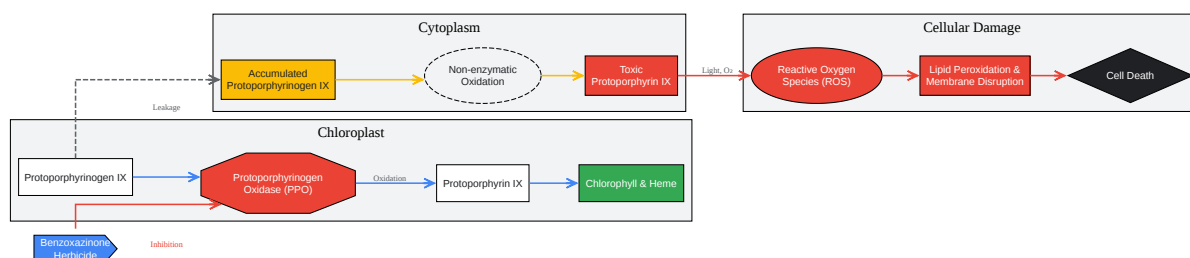 Cytoplasm
Accumulated
Protoporphyrinogen IX
Non-enzymatic
Oxidation
Toxic
Protoporphyrin IX
Light, O₂
Cellular Damage
Reactive Oxygen
Species (ROS)
Lipid Peroxidation &
Membrane Disruption
Cell Death
Leakage
Chloroplast
Protoporphyrinogen IX
Protoporphyrinogen
Oxidase (PPO)
Oxidation
Protoporphyrin IX
Chlorophyll & Heme
Benzoxazinone
Herbicide
Inhibition